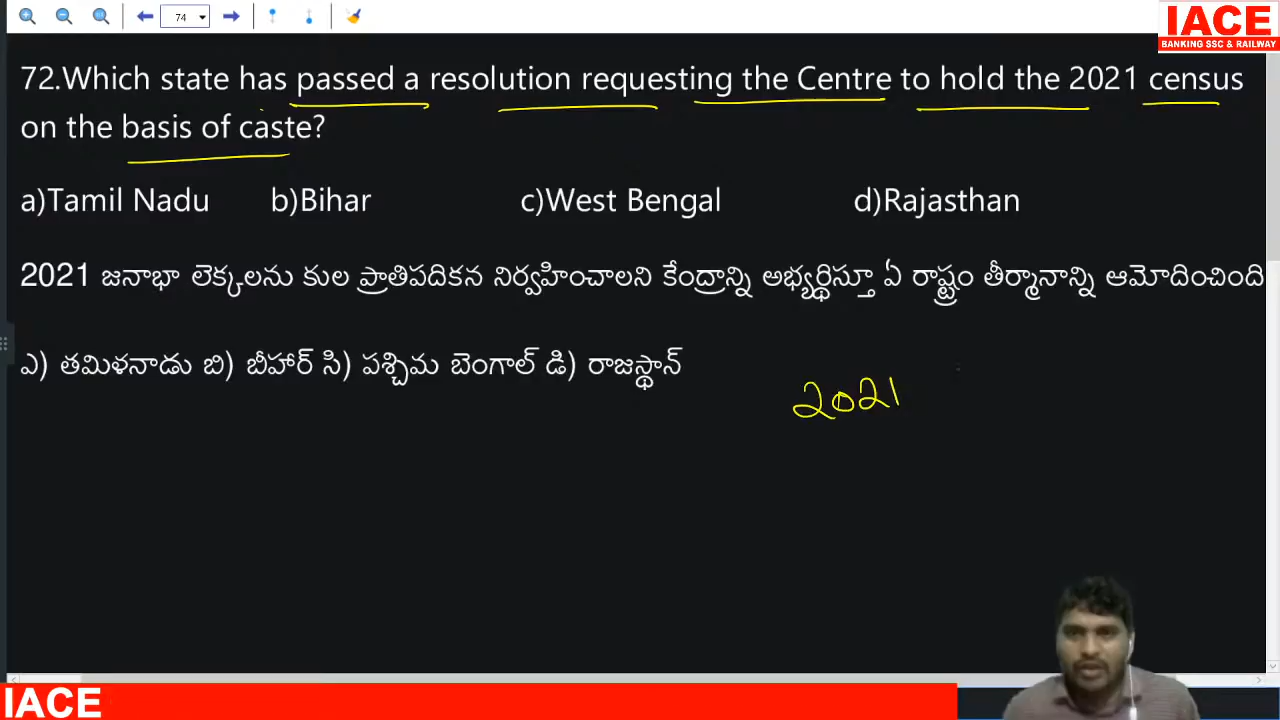 74
IACE
BANKING SSC & RAILWAY
72.Which state has passed a resolution requesting the Centre to hold the 2021 census
on the basis of caste?
a)Tamil Nadu b)Bihar c)West Bengal d)Rajasthan
2021 జనాభా లెక్కలను కుల ప్రాతిపదికన నిర్వహించాలని కేంద్రాన్ని అభ్యర్థిస్తూ ఏ రాష్ట్రం తీర్మానాన్ని ఆమోదించింది
ఎ) తమిళనాడు బి) బీహార్ సి) పశ్చిమ బెంగాల్ డి) రాజస్థాన్
2021
IACE